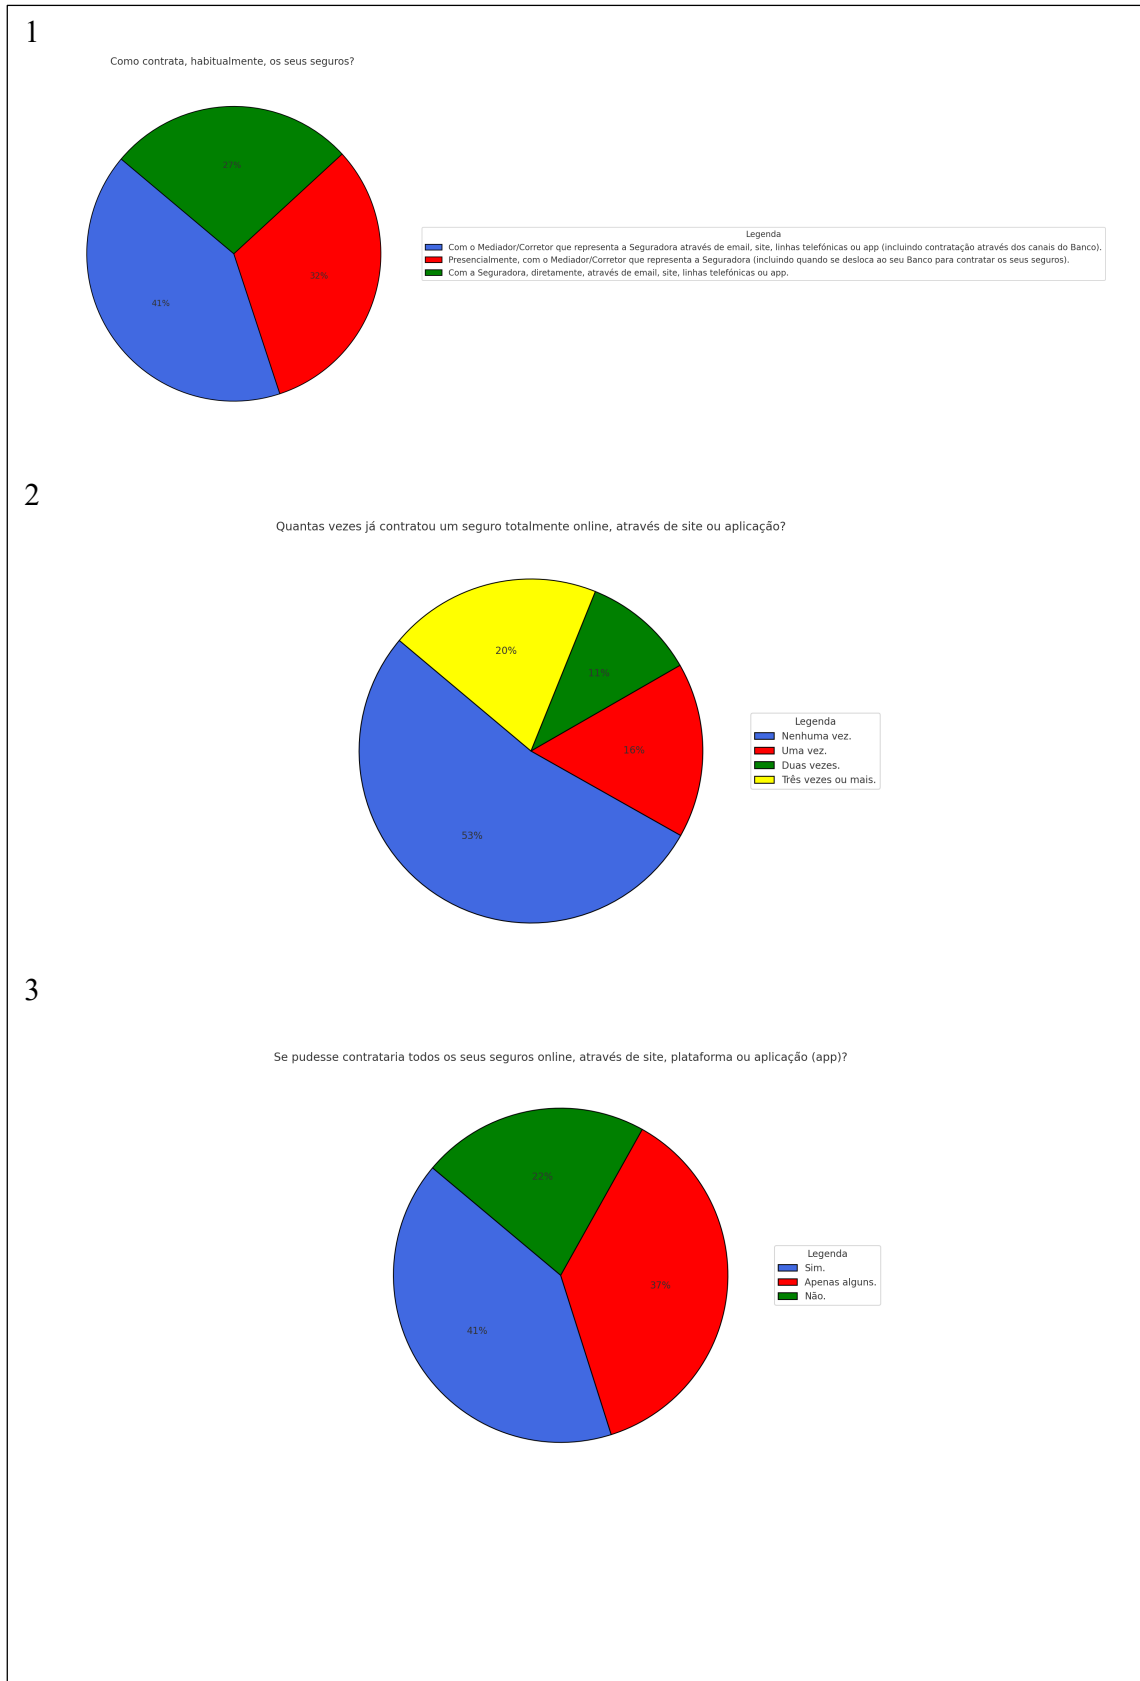 1
Como contrata, habitualmente, os seus seguros?
27%
32%
41%
Legenda
Com o Mediador/Corretor que representa a Seguradora através de email, site, linhas telefónicas ou app (incluindo contratação através dos canais do Banco).
Presencialmente, com o Mediador/Corretor que representa a Seguradora (incluindo quando se desloca ao seu Banco para contratar os seus seguros).
Com a Seguradora, diretamente, através de email, site, linhas telefónicas ou app.
2
Quantas vezes já contratou um seguro totalmente online, através de site ou aplicação?
20%
11%
16%
53%
Legenda
Nenhuma vez.
Uma vez.
Duas vezes.
Três vezes ou mais.
3
Se pudesse contrataria todos os seus seguros online, através de site, plataforma ou aplicação (app)?
22%
37%
41%
Legenda
Sim.
Apenas alguns.
Não.